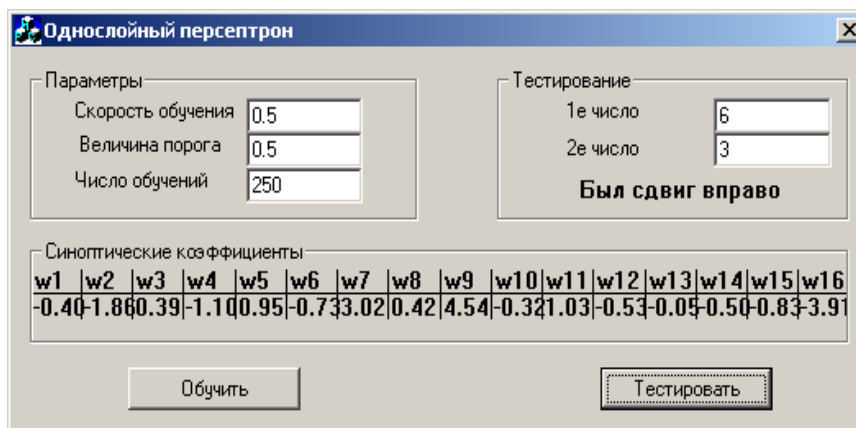 Однослойный персептрон
Параметры
Скорость обучения 0.5
Величина порога 0.5
Число обучений 250
Тестирование
1е число 6
2е число 3
Был сдвиг вправо
Синоптические коэффициенты
w1 w2 w3 w4 w5 w6 w7 w8 w9 w10 w11 w12 w13 w14 w15 w16
-0.40 -1.86 0.39 -1.10 0.95 -0.73 3.02 0.42 4.54 -0.32 1.03 -0.53 -0.05 -0.50 -0.83 -3.91
Обучить
Тестировать